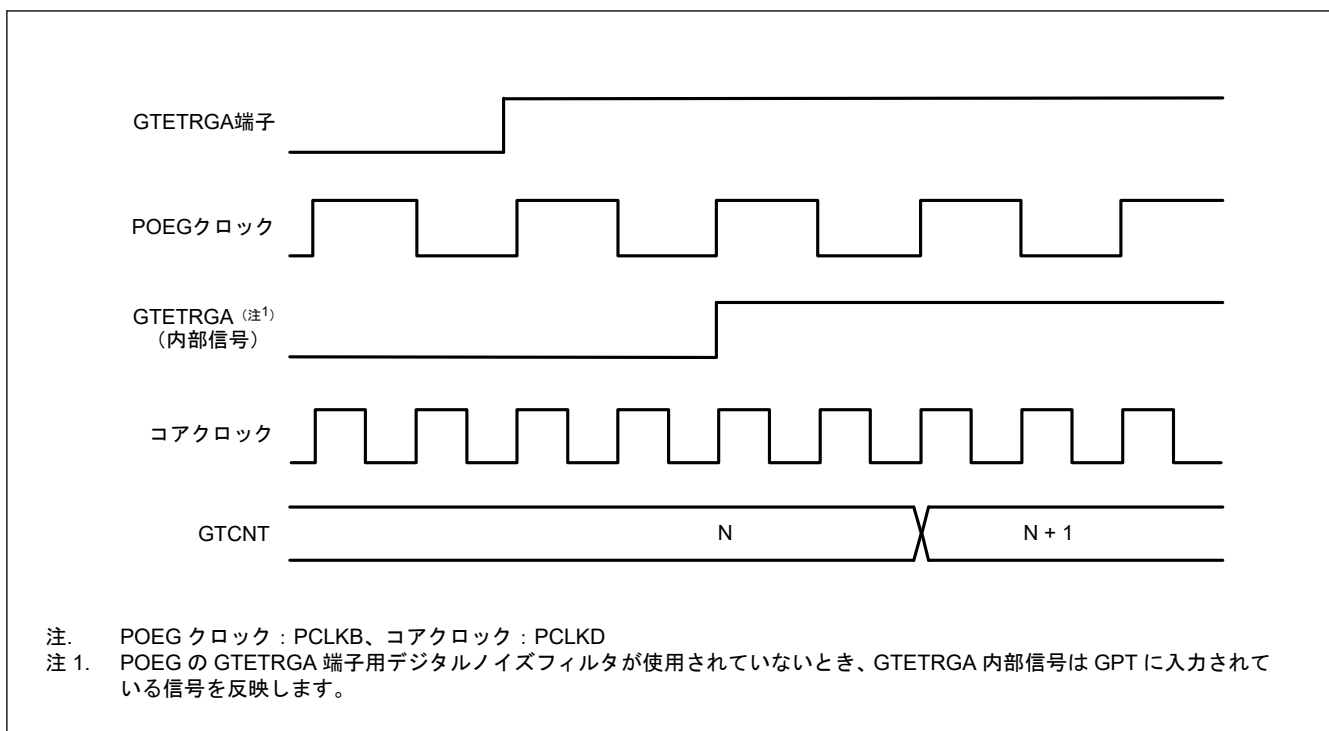 GTETRGA端子
POEGクロック
GTETRGA（注1）
（内部信号）
コアクロック
GTCNT
N
N + 1
注. POEG クロック：PCLKB、コアクロック：PCLKD
注 1. POEG の GTETRGA 端子用デジタルノイズフィルタが使用されていないとき、GTETRGA 内部信号は GPT に入力されて
いる信号を反映します。